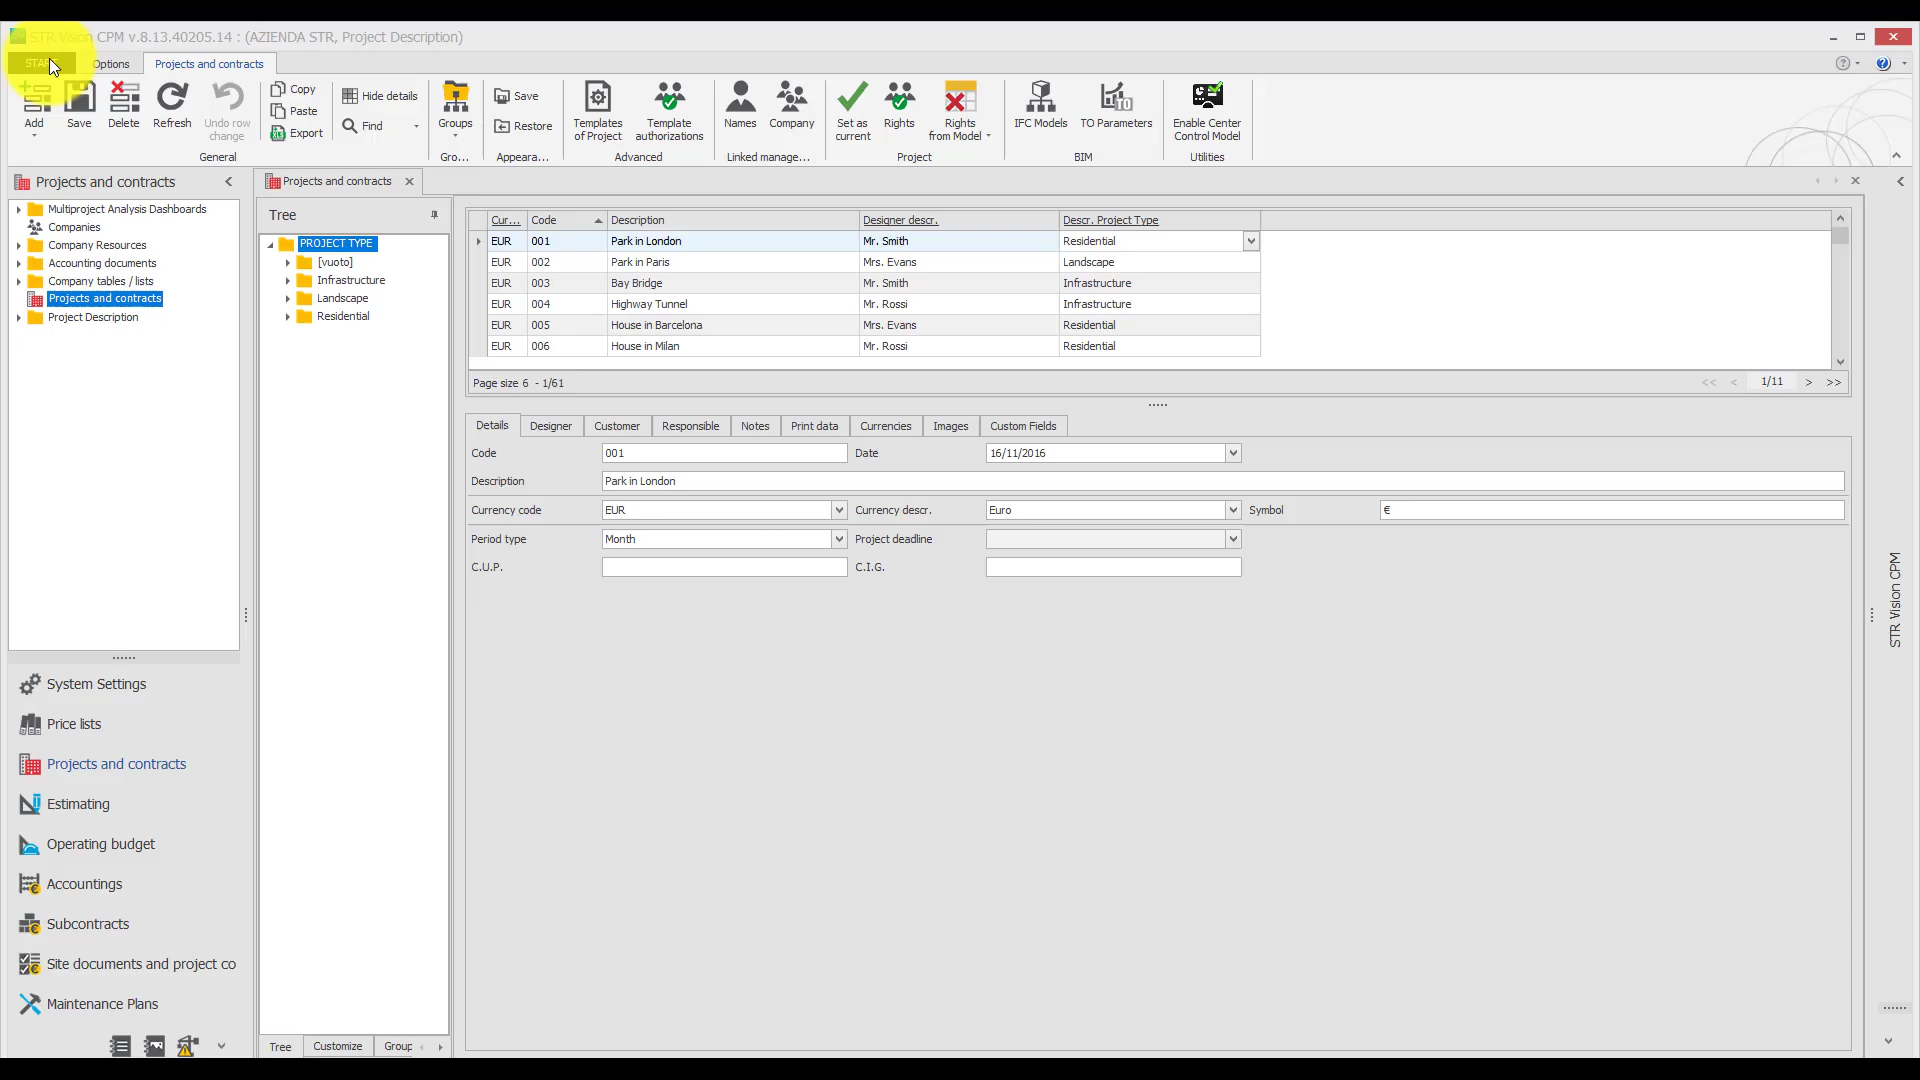 STR Vision CPM v.8.13.40205.14 : (AZIENDA STR, Project Description)
START Options Projects and contracts
Add Save Delete Refresh Undo row change
Copy
Paste
Export
Hide details
Find
General
Groups
Gro...
Save
Restore
Appeara...
Templates of Project
Template authorizations
Advanced
Names
Company
Linked manage...
Set as current
Rights
Rights from Model
Project
IFC Models
TO Parameters
BIM
Enable Center Control Model
Utilities
Projects and contracts
Multiproject Analysis Dashboards
Companies
Company Resources
Accounting documents
Company tables / lists
Projects and contracts
Project Description
System Settings
Price lists
Projects and contracts
Estimating
Operating budget
Accountings
Subcontracts
Site documents and project co
Maintenance Plans
Projects and contracts
Tree
PROJECT TYPE
[vuoto]
Infrastructure
Landscape
Residential
Tree Customize Group
Cur... Code Description Designer descr. Descr. Project Type
EUR 001 Park in London Mr. Smith Residential
EUR 002 Park in Paris Mrs. Evans Landscape
EUR 003 Bay Bridge Mr. Smith Infrastructure
EUR 004 Highway Tunnel Mr. Rossi Infrastructure
EUR 005 House in Barcelona Mrs. Evans Residential
EUR 006 House in Milan Mr. Rossi Residential
Page size 6 - 1/61 << < 1/11 > >>
Details Designer Customer Responsible Notes Print data Currencies Images Custom Fields
Code 001 Date 16/11/2016
Description Park in London
Currency code EUR Currency descr. Euro Symbol €
Period type Month Project deadline
C.U.P. C.I.G.
STR Vision CPM